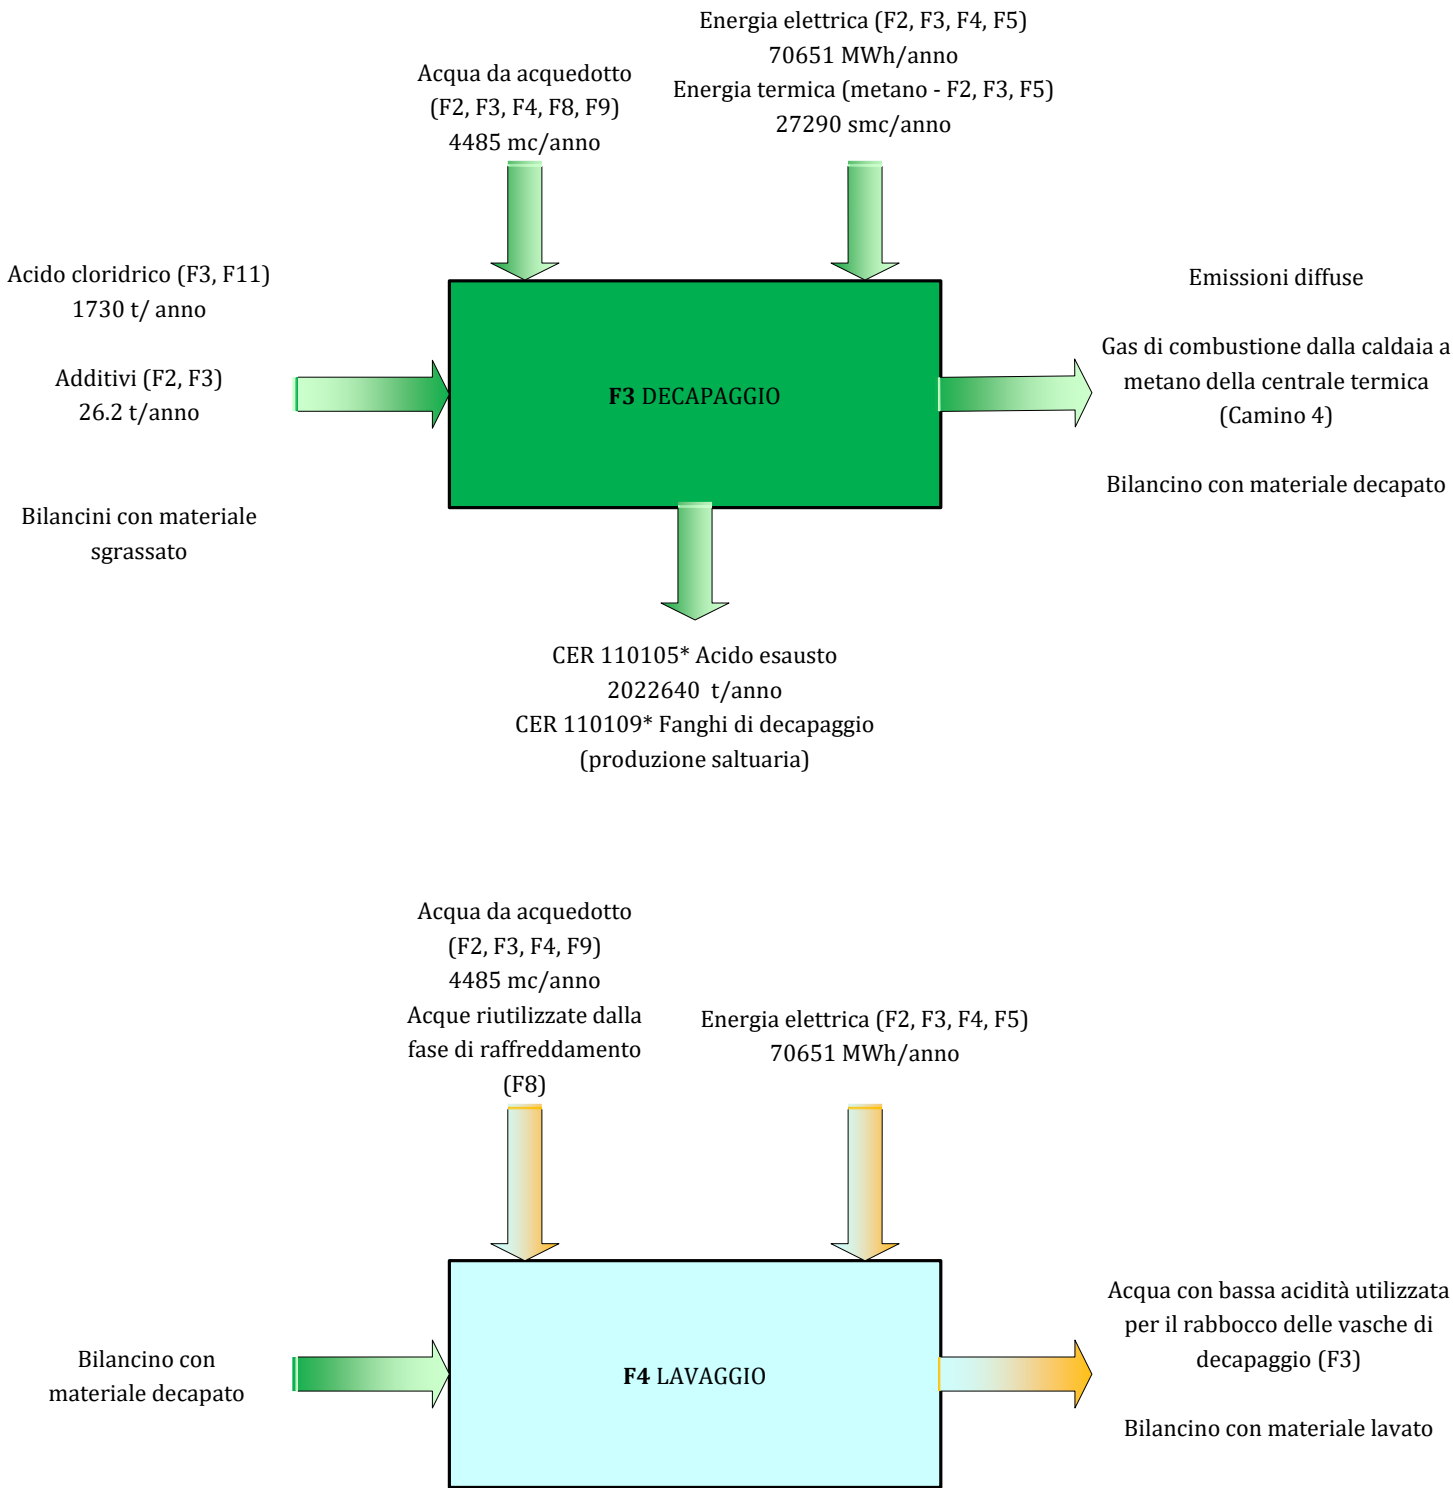 Energia elettrica (F2, F3, F4, F5)
70651 MWh/anno
Energia termica (metano - F2, F3, F5)
27290 smc/anno
Acqua da acquedotto
(F2, F3, F4, F8, F9)
4485 mc/anno
Acido cloridrico (F3, F11)
1730 t/ anno
Additivi (F2, F3)
26.2 t/anno
Bilancini con materiale
sgrassato
F3 DECAPAGGIO
Emissioni diffuse
Gas di combustione dalla caldaia a
metano della centrale termica
(Camino 4)
Bilancino con materiale decapato
CER 110105* Acido esausto
2022640 t/anno
CER 110109* Fanghi di decapaggio
(produzione saltuaria)
Acqua da acquedotto
(F2, F3, F4, F9)
4485 mc/anno
Acque riutilizzate dalla
fase di raffreddamento
(F8)
Energia elettrica (F2, F3, F4, F5)
70651 MWh/anno
Bilancino con
materiale decapato
F4 LAVAGGIO
Acqua con bassa acidità utilizzata
per il rabbocco delle vasche di
decapaggio (F3)
Bilancino con materiale lavato